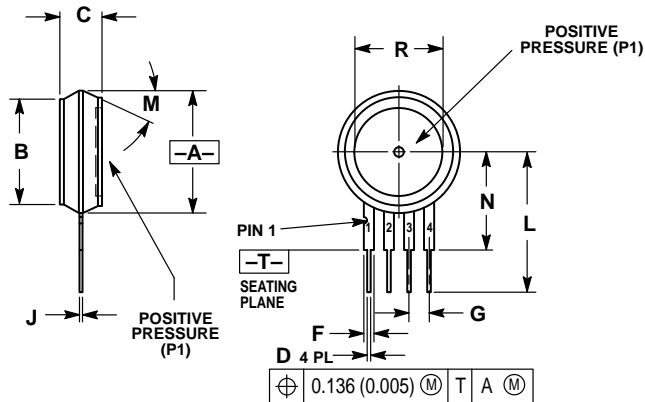 C
M
B
–A–
J
POSITIVE
PRESSURE
(P1)
R
POSITIVE
PRESSURE (P1)
N
L
PIN 1
1 2 3 4
–T–
SEATING
PLANE
G
F
D 4 PL
⌖ 0.136 (0.005) Ⓜ T A Ⓜ